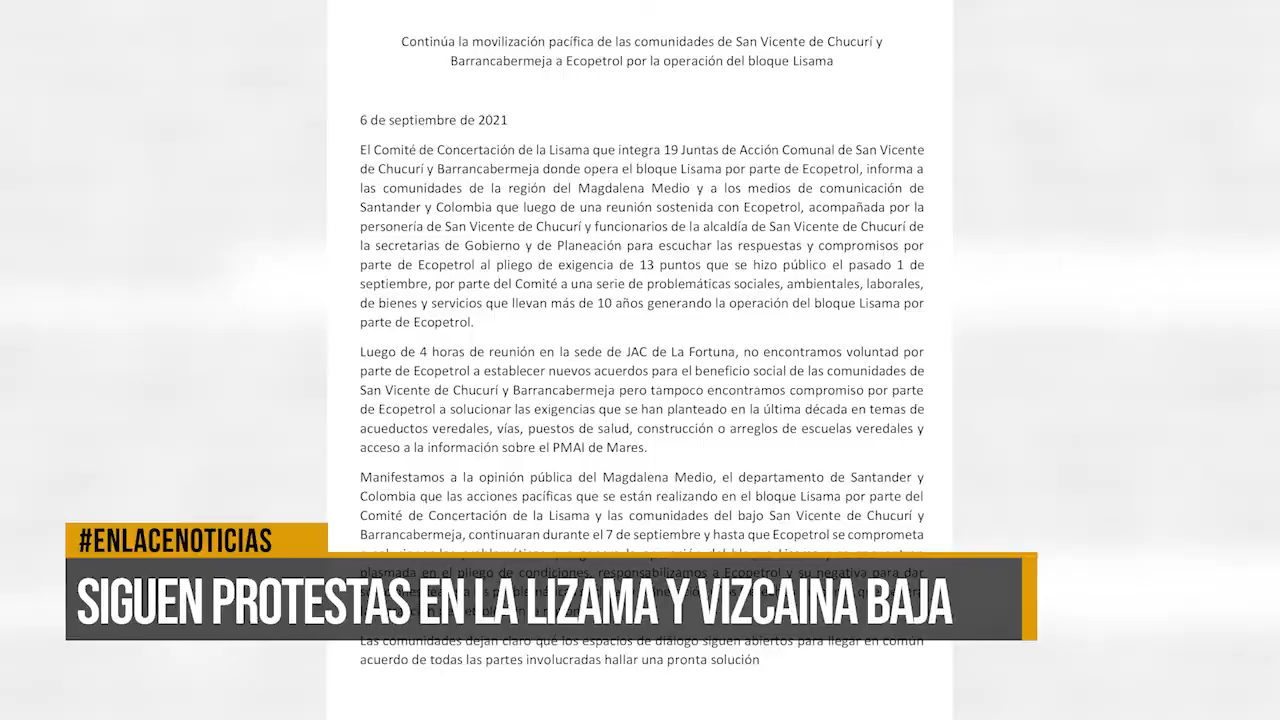 Continúa la movilización pacífica de las comunidades de San Vicente de Chucurí y
Barrancabermeja a Ecopetrol por la operación del bloque Lisama
6 de septiembre de 2021
El Comité de Concertación de la Lisama que integra 19 Juntas de Acción Comunal de San Vicente
de Chucurí y Barrancabermeja donde opera el bloque Lisama por parte de Ecopetrol, informa a
las comunidades de la región del Magdalena Medio y a los medios de comunicación de
Santander y Colombia que luego de una reunión sostenida con Ecopetrol, acompañada por la
personería de San Vicente de Chucurí y funcionarios de la alcaldía de San Vicente de Chucurí de
la secretarias de Gobierno y de Planeación para escuchar las respuestas y compromisos por
parte de Ecopetrol al pliego de exigencia de 13 puntos que se hizo público el pasado 1 de
septiembre, por parte del Comité a una serie de problemáticas sociales, ambientales, laborales,
de bienes y servicios que llevan más de 10 años generando la operación del bloque Lisama por
parte de Ecopetrol.
Luego de 4 horas de reunión en la sede de JAC de La Fortuna, no encontramos voluntad por
parte de Ecopetrol a establecer nuevos acuerdos para el beneficio social de las comunidades de
San Vicente de Chucurí y Barrancabermeja pero tampoco encontramos compromiso por parte
de Ecopetrol a solucionar las exigencias que se han planteado en la última década en temas de
acueductos veredales, vías, puestos de salud, construcción o arreglos de escuelas veredales y
acceso a la información sobre el PMAI de Mares.
Manifestamos a la opinión pública del Magdalena Medio, el departamento de Santander y
Colombia que las acciones pacíficas que se están realizando en el bloque Lisama por parte del
Comité de Concertación de la Lisama y las comunidades del bajo San Vicente de Chucurí y
Barrancabermeja, continuaran durante el 7 de septiembre y hasta que Ecopetrol se comprometa
plasmada en el pliego de condiciones, responsabilizamos a Ecopetrol y su negativa para dar
#ENLACENOTICIAS
SIGUEN PROTESTAS EN LA LIZAMA Y VIZCAINA BAJA
Las comunidades dejan claro qué los espacios de diálogo siguen abiertos para llegar en común
acuerdo de todas las partes involucradas hallar una pronta solución